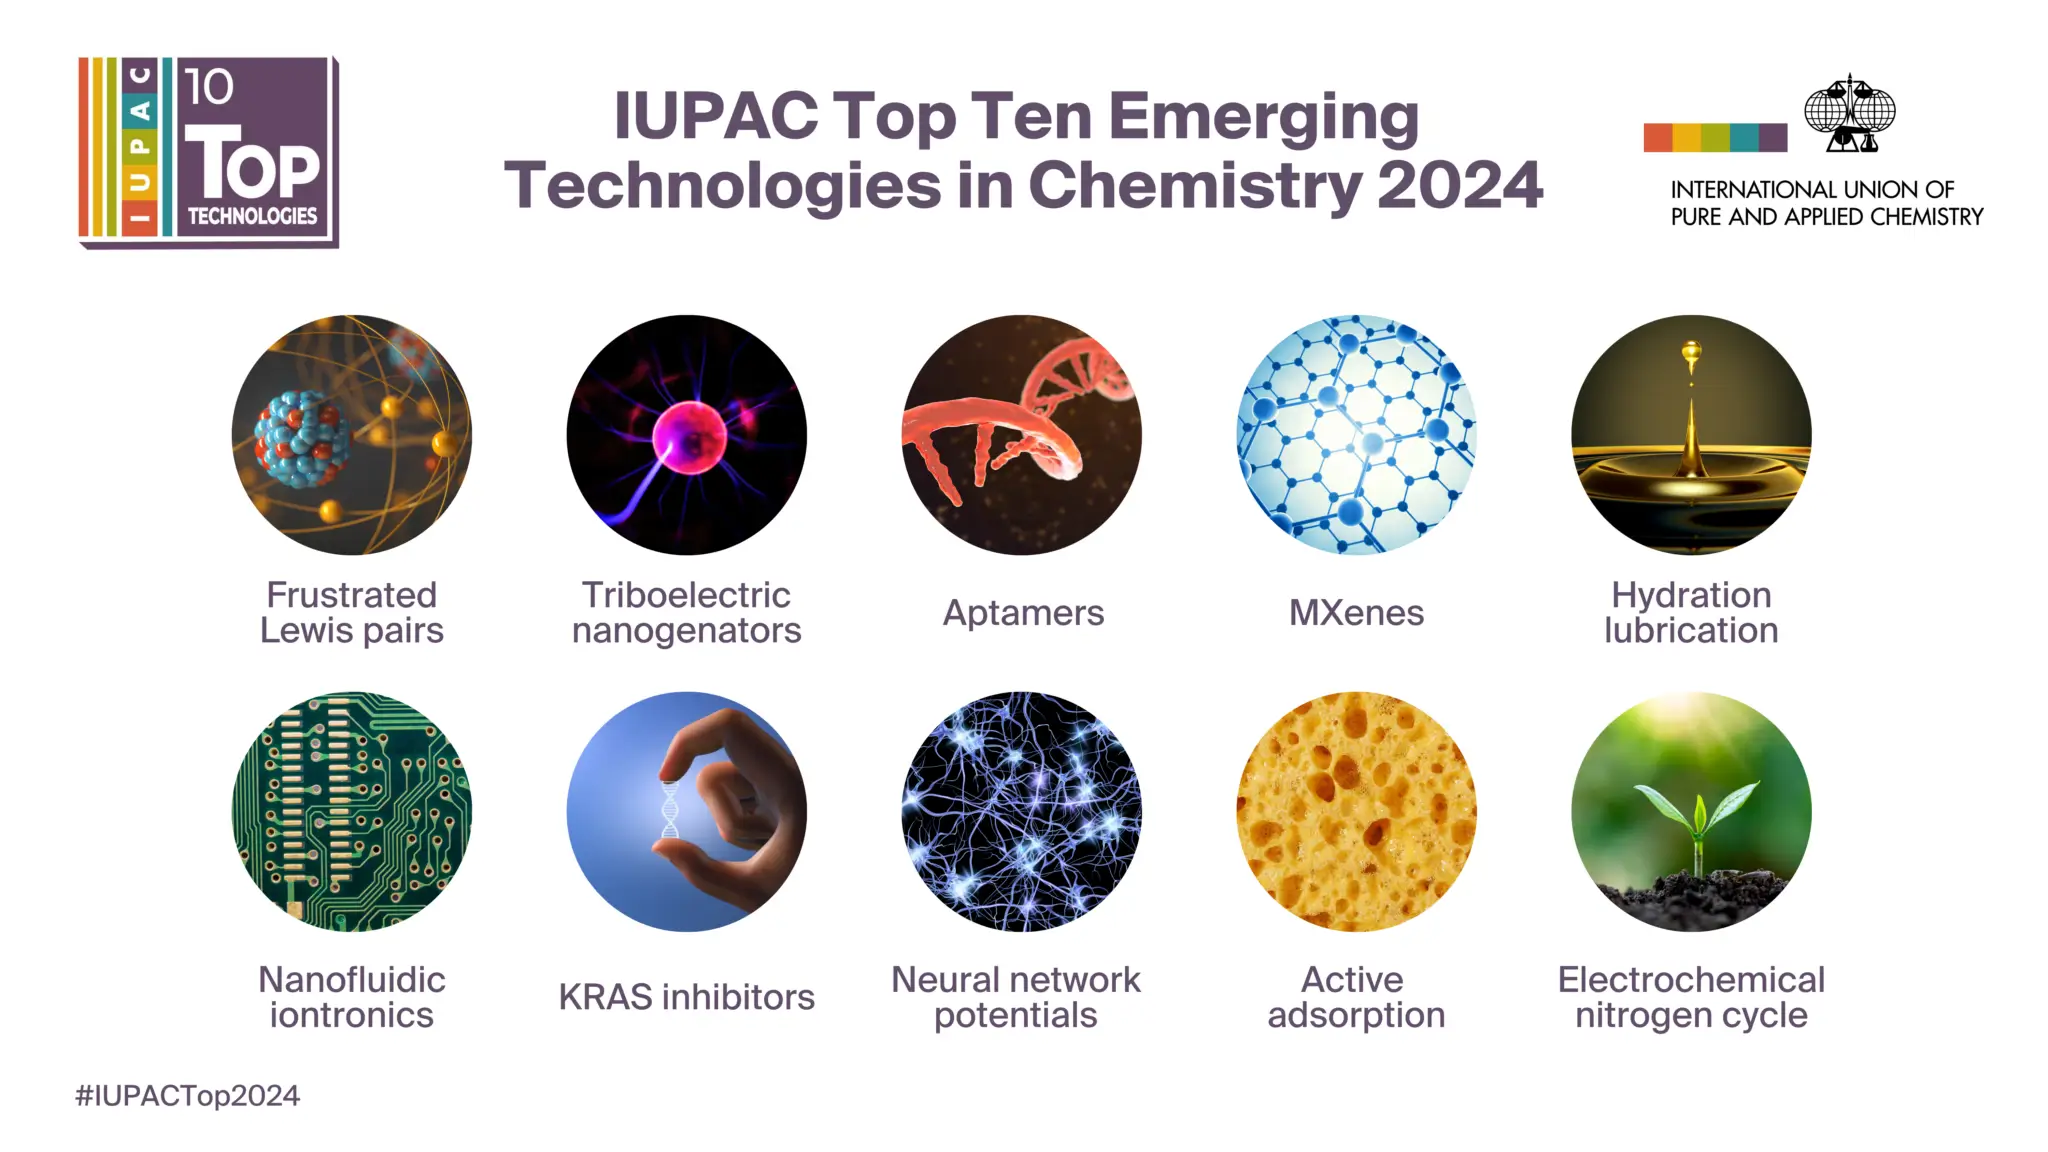 IUPAC
10
TOP
TECHNOLOGIES
IUPAC Top Ten Emerging
Technologies in Chemistry 2024
INTERNATIONAL UNION OF
PURE AND APPLIED CHEMISTRY
Frustrated
Lewis pairs
Triboelectric
nanogenators
Aptamers
MXenes
Hydration
lubrication
Nanofluidic
iontronics
KRAS inhibitors
Neural network
potentials
Active
adsorption
Electrochemical
nitrogen cycle
#IUPACTop2024